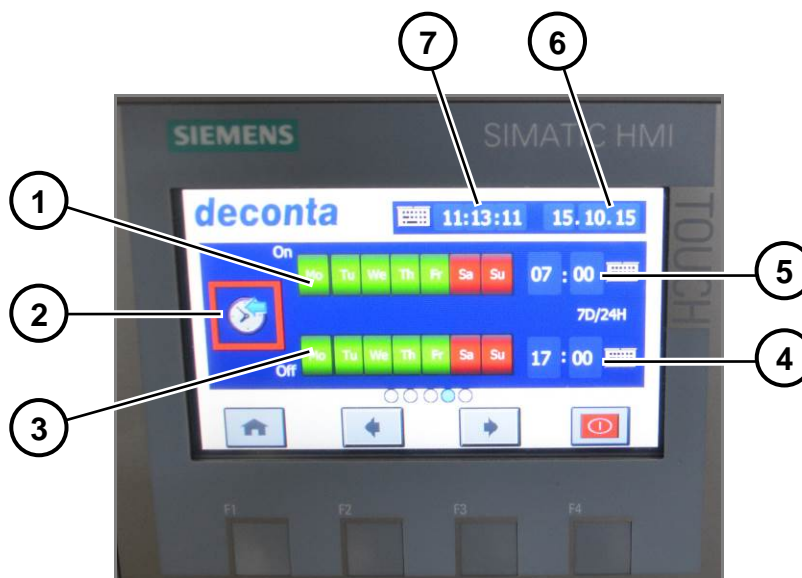 7
6
SIEMENS
SIMATIC HMI
1
deconta
11:13:11 15.10.15
TOUCH
On
Mo Tu We Th Fr Sa Su 07 : 00
5
2
7D/24H
Mo Tu We Th Fr Sa Su 17 : 00
4
Off
3
F1 F2 F3 F4